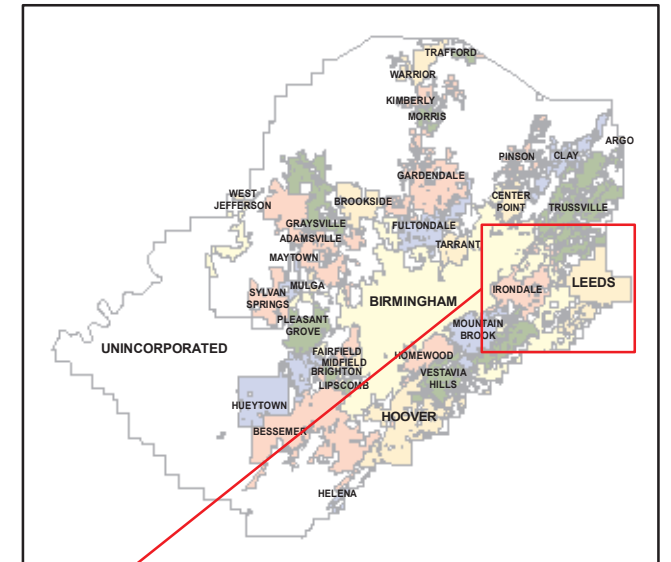 TRAFFORD
WARRIOR
KIMBERLY
MORRIS
ARGO
PINSON
CLAY
GARDENDALE
WEST
JEFFERSON
BROOKSIDE
CENTER
POINT
TRUSSVILLE
GRAYSVILLE
FULTONDALE
ADAMSVILLE
TARRANT
MAYTOWN
LEEDS
MULGA
IRONDALE
SYLVAN
SPRINGS
BIRMINGHAM
PLEASANT
GROVE
MOUNTAIN
BROOK
UNINCORPORATED
FAIRFIELD
HOMEWOOD
MIDFIELD
BRIGHTON
VESTAVIA
HILLS
LIPSCOMB
HUEYTOWN
HOOVER
BESSEMER
HELENA